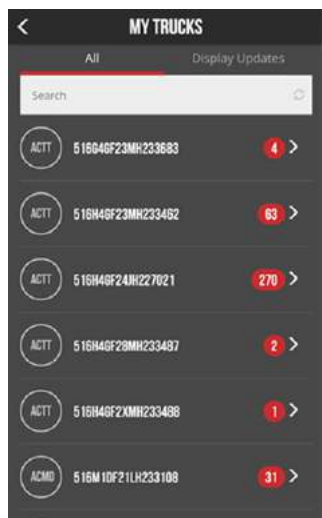 MY TRUCKS
All Display Updates
Search
ACTT 516G4GF23MH233683 4
ACTT 516H4GF23MH233462 63
ACTT 516H4GF24JH227021 270
ACTT 516H4GF28MH233487 2
ACTT 516H4GF2XMH233488 1
ACMD 516M1DF21LH233108 31